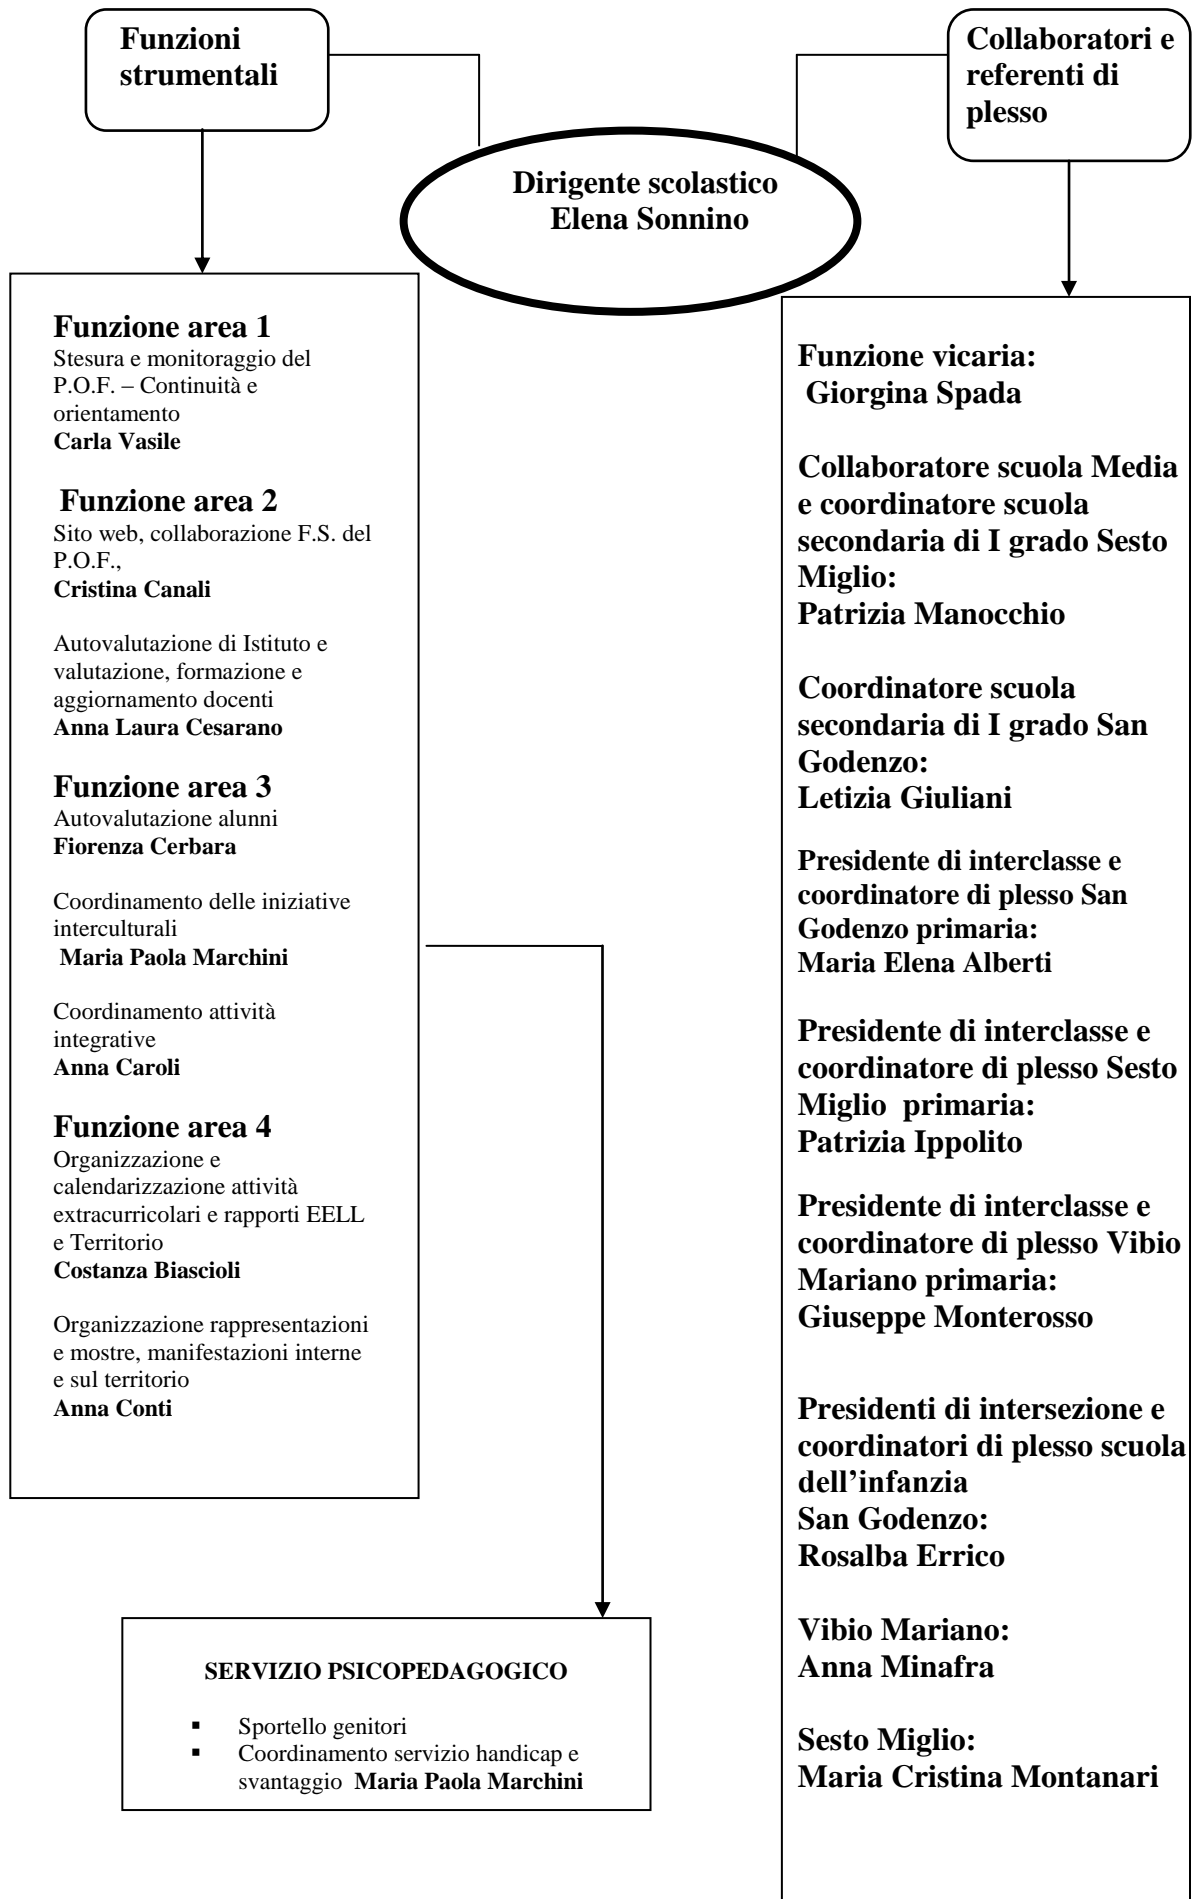 Funzioni
strumentali
Collaboratori e
referenti di
plesso
Dirigente scolastico
Elena Sonnino
Funzione area 1
Stesura e monitoraggio del
P.O.F. – Continuità e
orientamento
Carla Vasile
Funzione area 2
Sito web, collaborazione F.S. del
P.O.F.,
Cristina Canali
Autovalutazione di Istituto e
valutazione, formazione e
aggiornamento docenti
Anna Laura Cesarano
Funzione area 3
Autovalutazione alunni
Fiorenza Cerbara
Coordinamento delle iniziative
interculturali
Maria Paola Marchini
Coordinamento attività
integrative
Anna Caroli
Funzione area 4
Organizzazione e
calendarizzazione attività
extracurricolari e rapporti EELL
e Territorio
Costanza Biascioli
Organizzazione rappresentazioni
e mostre, manifestazioni interne
e sul territorio
Anna Conti
Funzione vicaria:
Giorgina Spada
Collaboratore scuola Media
e coordinatore scuola
secondaria di I grado Sesto
Miglio:
Patrizia Manocchio
Coordinatore scuola
secondaria di I grado San
Godenzo:
Letizia Giuliani
Presidente di interclasse e
coordinatore di plesso San
Godenzo primaria:
Maria Elena Alberti
Presidente di interclasse e
coordinatore di plesso Sesto
Miglio primaria:
Patrizia Ippolito
Presidente di interclasse e
coordinatore di plesso Vibio
Mariano primaria:
Giuseppe Monterosso
Presidenti di intersezione e
coordinatori di plesso scuola
dell’infanzia
San Godenzo:
Rosalba Errico
Vibio Mariano:
Anna Minafra
Sesto Miglio:
Maria Cristina Montanari
SERVIZIO PSICOPEDAGOGICO
▪ Sportello genitori
▪ Coordinamento servizio handicap e
svantaggio Maria Paola Marchini